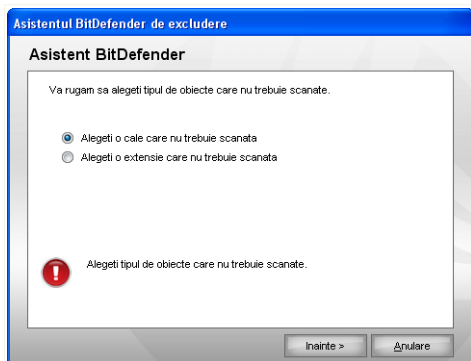 Asistentul BitDefender de excludere
Asistent BitDefender
Va rugam sa alegeti tipul de obiecte care nu trebuie scanate.
Alegeti o cale care nu trebuie scanata
Alegeti o extensie care nu trebuie scanata
Alegeti tipul de obiecte care nu trebuie scanate.
Inainte >
Anulare